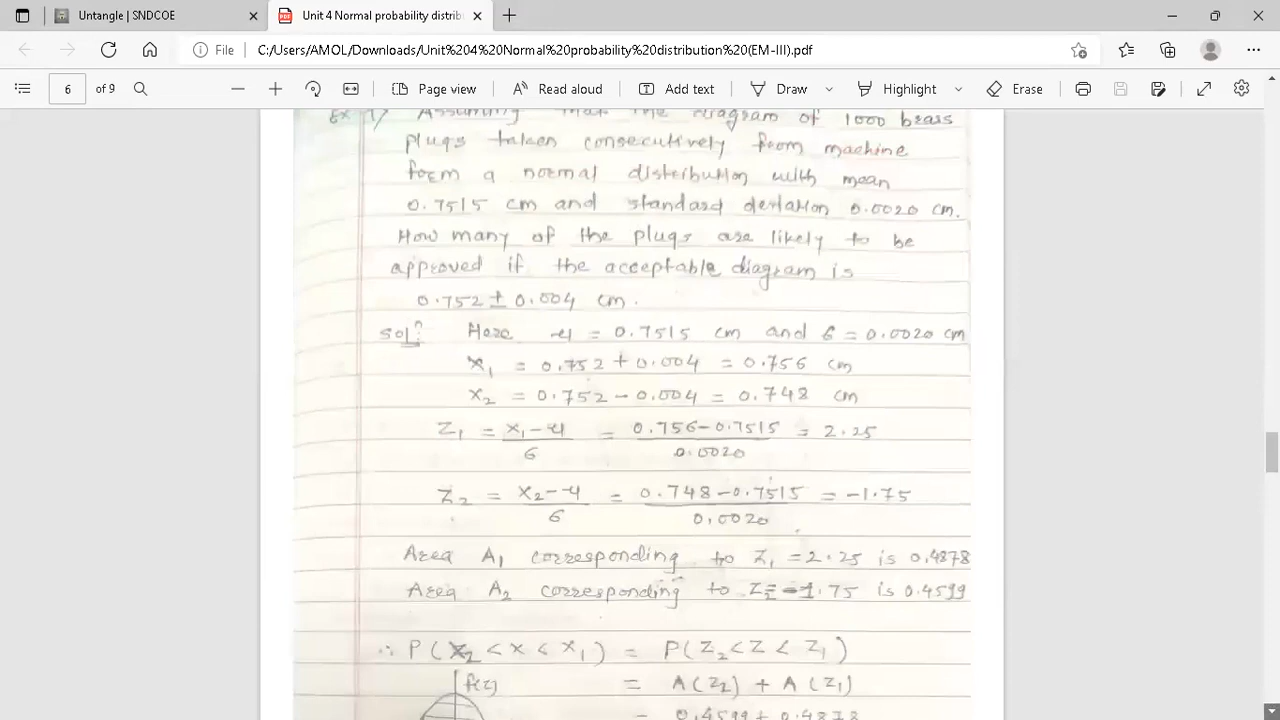 Untangle | SNDCOE
Unit 4 Normal probability distrib
File C:/Users/AMOL/Downloads/Unit%204%20Normal%20probability%20distribution%20(EM-III).pdf
6 of 9 Page view Read aloud Add text Draw Highlight Erase
Ex 1) Assuming that the diagram of 1000 brass
plugs taken consecutively from machine
form a normal distribution with mean
0.7515 cm and standard deviation 0.0020 cm.
How many of the plugs are likely to be
approved if the acceptable diagram is
0.752 ± 0.004 cm.
Solⁿ. Here μ = 0.7515 cm and σ = 0.0020 cm
x₁ = 0.752 + 0.004 = 0.756 cm
x₂ = 0.752 - 0.004 = 0.748 cm
Z₁ = x₁ - μ / σ = 0.756 - 0.7515 / 0.0020 = 2.25
Z₂ = x₂ - μ / σ = 0.748 - 0.7515 / 0.0020 = -1.75
Area A₁ corresponding to Z₁ = 2.25 is 0.4878
Area A₂ corresponding to Z₂ = -1.75 is 0.4599
∴ P(x₂ < x < x₁) = P(Z₂ < Z < Z₁)
f(z) = A(Z₂) + A(Z₁)
= 0.4599 + 0.4878